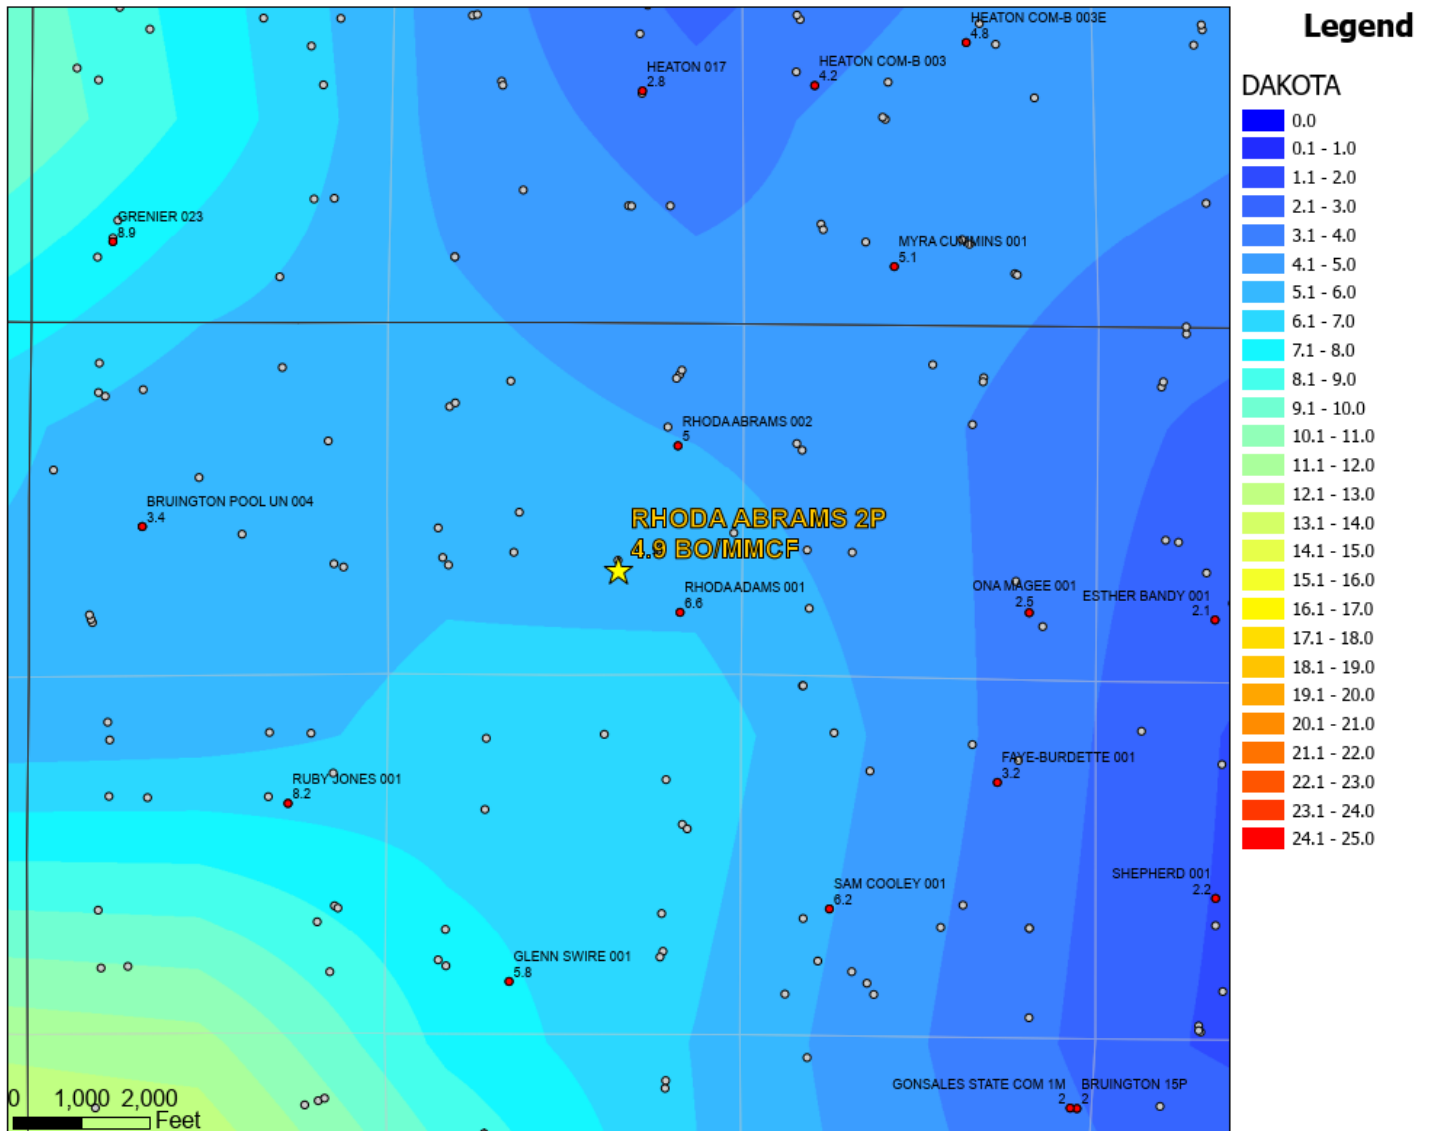 HEATON COM-B 003E
4.8
HEATON COM-B 003
4.2
HEATON 017
2.8
GRENIER 023
8.9
MYRA CUMMINS 001
5.1
RHODA ABRAMS 002
5
BRUINGTON POOL UN 004
3.4
RHODA ABRAMS 2P
4.9 BO/MMCF
RHODA ADAMS 001
6.6
ONA MAGEE 001
2.5
ESTHER BANDY 001
2.1
FAYE-BURDETTE 001
3.2
RUBY JONES 001
8.2
SAM COOLEY 001
6.2
SHEPHERD 001
2.2
GLENN SWIRE 001
5.8
GONSALES STATE COM 1M
2
BRUINGTON 15P
2
0 1,000 2,000
Feet
Legend
DAKOTA
0.0
0.1 - 1.0
1.1 - 2.0
2.1 - 3.0
3.1 - 4.0
4.1 - 5.0
5.1 - 6.0
6.1 - 7.0
7.1 - 8.0
8.1 - 9.0
9.1 - 10.0
10.1 - 11.0
11.1 - 12.0
12.1 - 13.0
13.1 - 14.0
14.1 - 15.0
15.1 - 16.0
16.1 - 17.0
17.1 - 18.0
18.1 - 19.0
19.1 - 20.0
20.1 - 21.0
21.1 - 22.0
22.1 - 23.0
23.1 - 24.0
24.1 - 25.0